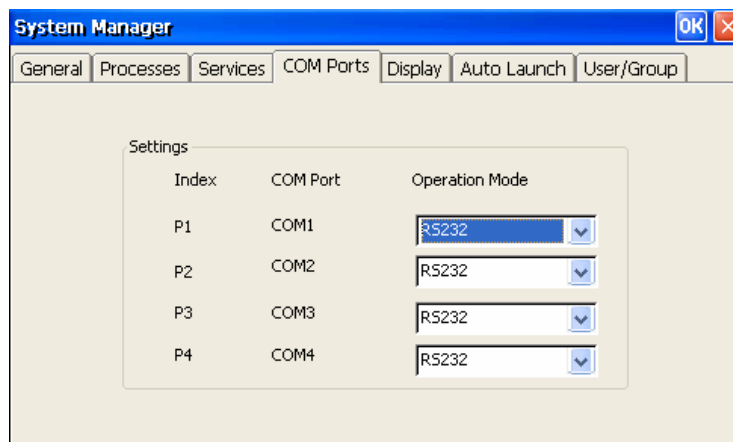 System Manager OK
General Processes Services COM Ports Display Auto Launch User/Group
Settings
Index COM Port Operation Mode
P1 COM1 RS232
P2 COM2 RS232
P3 COM3 RS232
P4 COM4 RS232